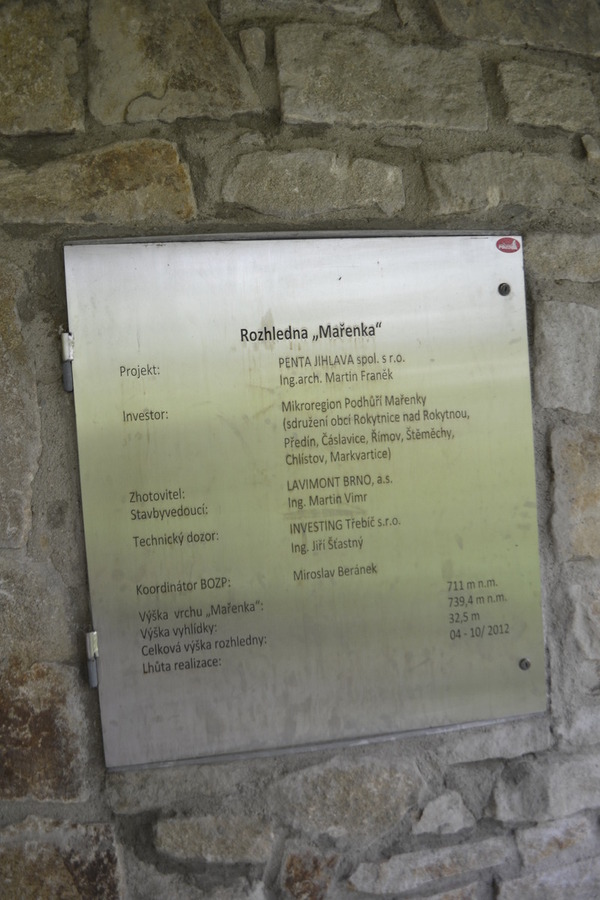 Rozhledna „Mařenka“
Projekt: PENTA JIHLAVA spol. s r.o.
Ing.arch. Martin Franěk
Investor: Mikroregion Podhůří Mařenky
(sdružení obcí Rokytnice nad Rokytnou,
Předín, Čáslavice, Římov, Štěměchy,
Chlístov, Markvartice)
Zhotovitel: LAVIMONT BRNO, a.s.
Stavbyvedoucí: Ing. Martin Vimr
Technický dozor: INVESTING Třebíč s.r.o.
Ing. Jiří Šťastný
Koordinátor BOZP: Miroslav Beránek
Výška vrchu „Mařenka“: 711 m n.m.
Výška vyhlídky: 739,4 m n.m.
Celková výška rozhledny: 32,5 m
Lhůta realizace: 04 - 10/ 2012